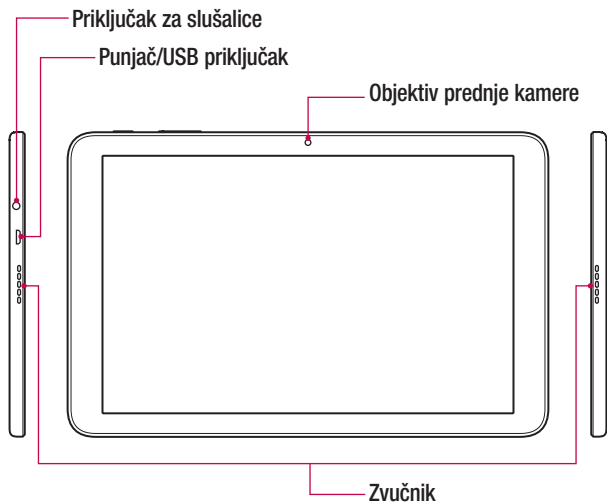 Priključak za slušalice
Punjač/USB priključak
Objektiv prednje kamere
Zvučnik